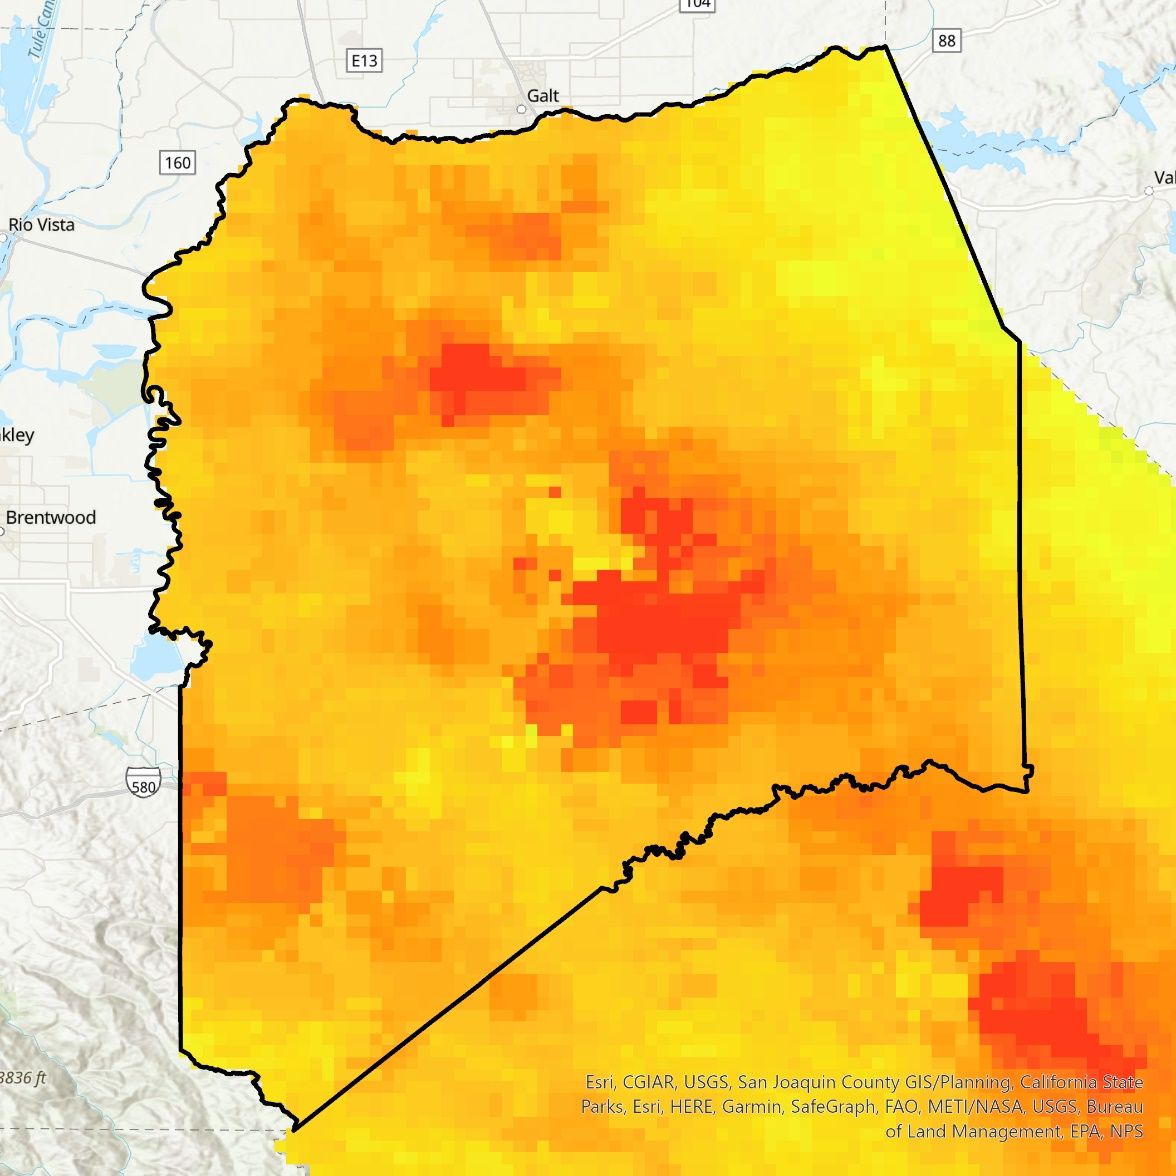 Tule Can
104
88
E13
Galt
160
Val
Rio Vista
kley
Brentwood
580
3836 ft
Esri, CGIAR, USGS, San Joaquin County GIS/Planning, California State
Parks, Esri, HERE, Garmin, SafeGraph, FAO, METI/NASA, USGS, Bureau
of Land Management, EPA, NPS